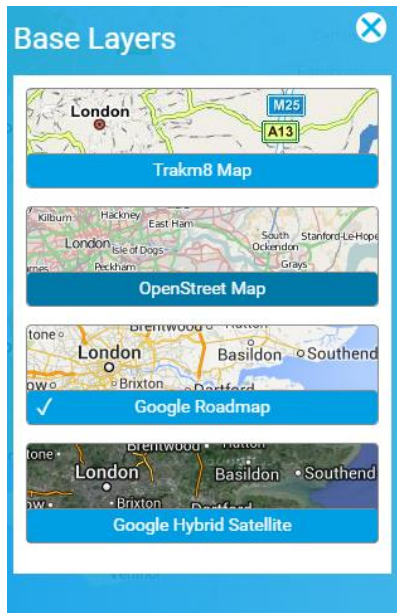 Base Layers
London
M25
A13
Trakm8 Map
Kilburn Hackney
East Ham
London
Isle of Dogs
South Ockendon
Stanford-Le-Hope
Peckham
Grays
OpenStreet Map
London
Basildon
Southend
Brixton
Dartford
Google Roadmap
London
Basildon
Southend
Brixton
Google Hybrid Satellite